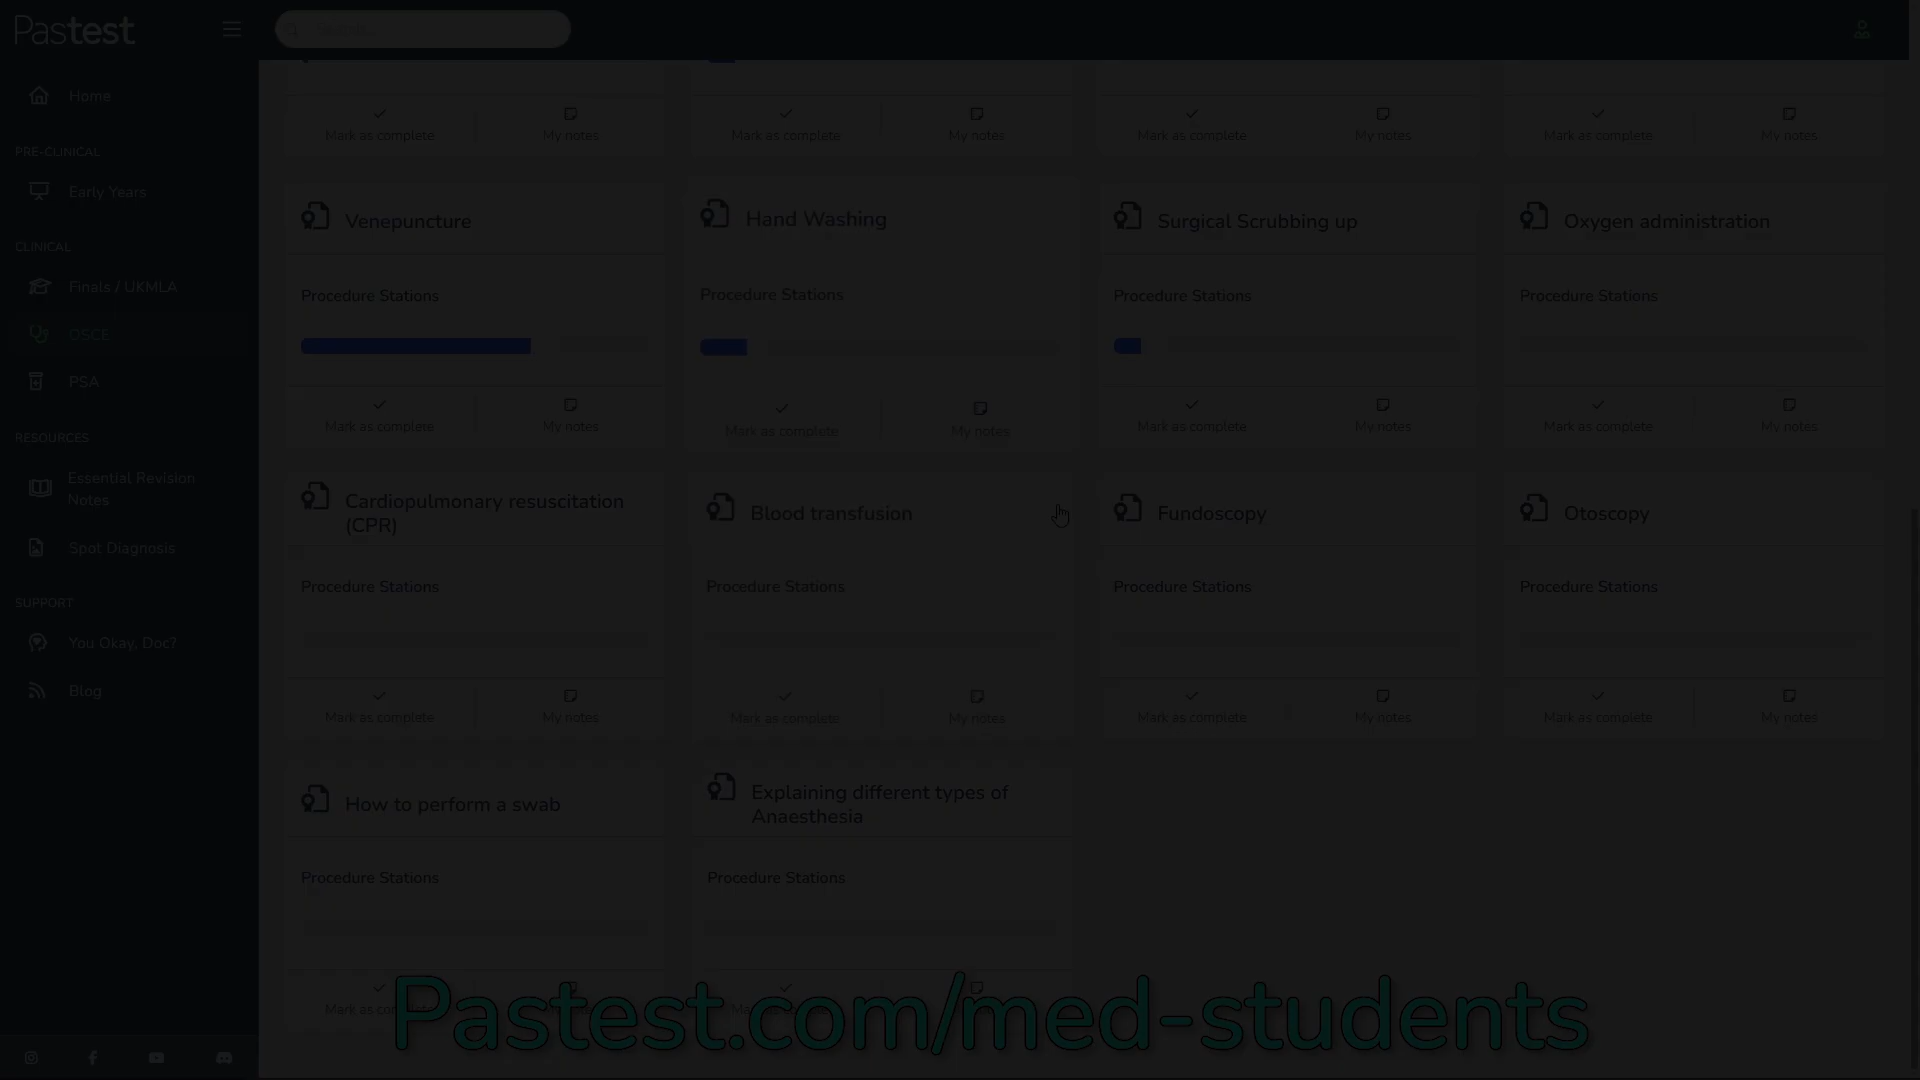 Pastest
Search...
Home
PRE-CLINICAL
Early Years
CLINICAL
Finals / UKMLA
OSCE
PSA
RESOURCES
Essential Revision
Notes
Spot Diagnosis
SUPPORT
You Okay, Doc?
Blog
Mark as complete My notes
Mark as complete My notes
Mark as complete My notes
Mark as complete My notes
Venepuncture
Procedure Stations
Mark as complete My notes
Hand Washing
Procedure Stations
Mark as complete My notes
Surgical Scrubbing up
Procedure Stations
Mark as complete My notes
Oxygen administration
Procedure Stations
Mark as complete My notes
Cardiopulmonary resuscitation
(CPR)
Procedure Stations
Mark as complete My notes
Blood transfusion
Procedure Stations
Mark as complete My notes
Fundoscopy
Procedure Stations
Mark as complete My notes
Otoscopy
Procedure Stations
Mark as complete My notes
How to perform a swab
Procedure Stations
Mark as
Explaining different types of
Anaesthesia
Procedure Stations
Pastest.com/med-students